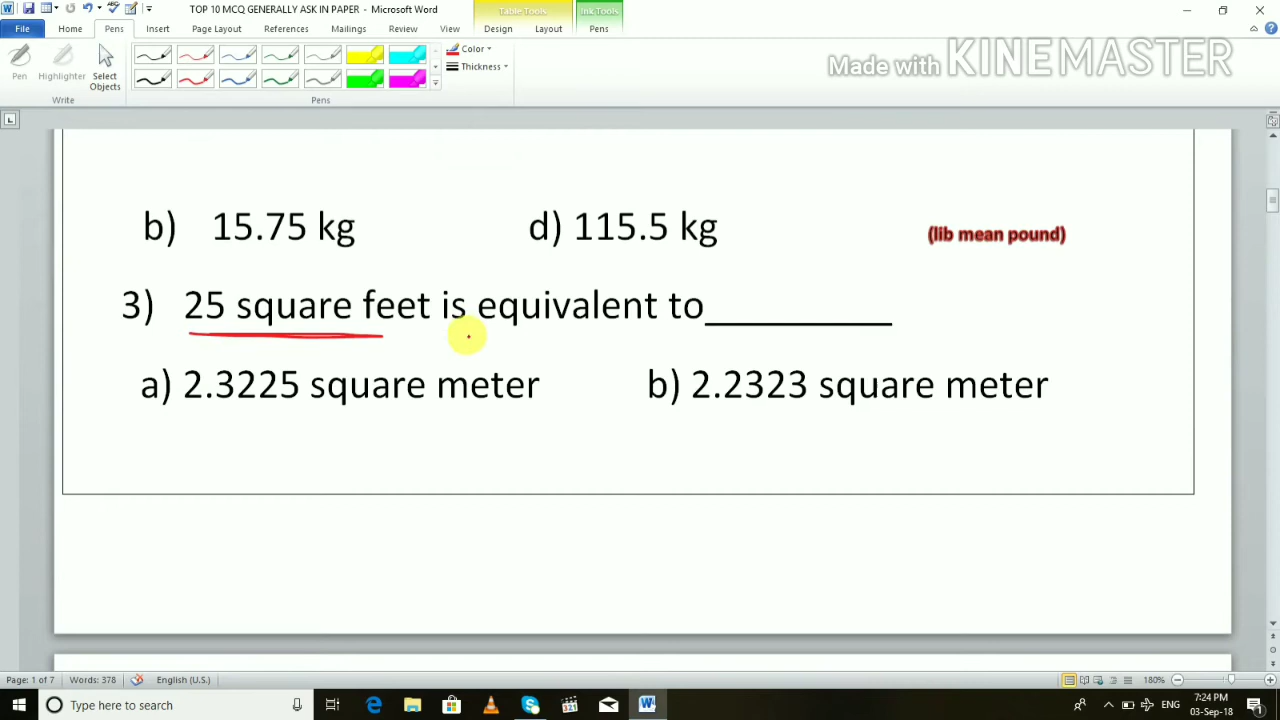 TOP 10 MCQ GENERALLY ASK IN PAPER - Microsoft Word
Table Tools
Ink Tools
File
Home
Pens
Insert
Page Layout
References
Mailings
Review
View
Design
Layout
Pens
Pen
Highlighter
Select Objects
Color
Thickness
Write
Pens
Made with KINEMASTER
b) 15.75 kg d) 115.5 kg (lib mean pound)
3) 25 square feet is equivalent to__________
a) 2.3225 square meter b) 2.2323 square meter
Page: 1 of 7
Words: 378
English (U.S.)
180%
Type here to search
ENG
7:24 PM
03-Sep-18